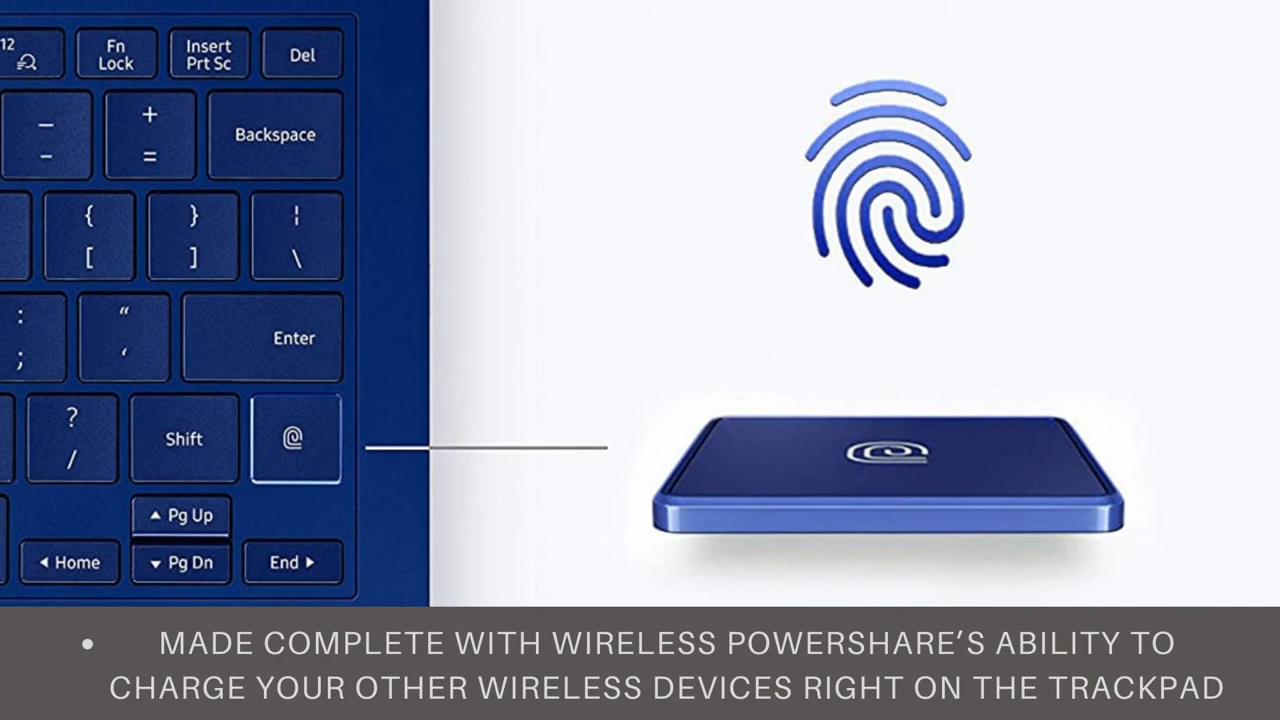 12
Fn
Lock
Insert
Prt Sc
Del
—
-
+
=
Backspace
{
[
}
]
¦
\
:
;
“
‘
Enter
?
/
Shift
▲ Pg Up
◀ Home
▼ Pg Dn
End ▶
• MADE COMPLETE WITH WIRELESS POWERSHARE’S ABILITY TO
CHARGE YOUR OTHER WIRELESS DEVICES RIGHT ON THE TRACKPAD